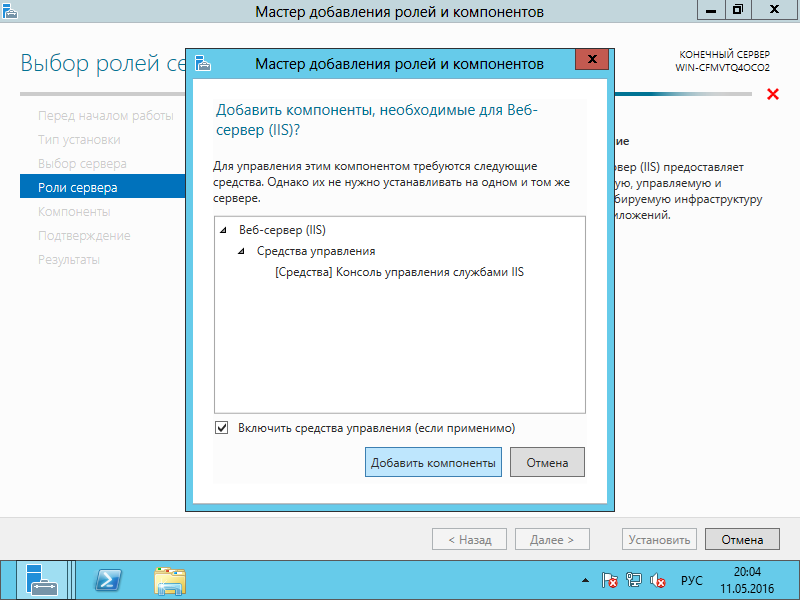 Мастер добавления ролей и компонентов
Выбор ролей се
КОНЕЧНЫЙ СЕРВЕР
WIN-CFMVTQ4OCO2
Перед началом работы
Тип установки
Выбор сервера
Роли сервера
Компоненты
Подтверждение
Результаты
Мастер добавления ролей и компонентов
Добавить компоненты, необходимые для Веб-
сервер (IIS)?
Для управления этим компонентом требуются следующие
средства. Однако их не нужно устанавливать на одном и том же
сервере.
Веб-сервер (IIS)
Средства управления
[Средства] Консоль управления службами IIS
Включить средства управления (если применимо)
Добавить компоненты
Отмена
ние
рвер (IIS) предоставляет
ую, управляемую и
бируемую инфраструктуру
иложений.
< Назад
Далее >
Установить
Отмена
РУС
20:04
11.05.2016